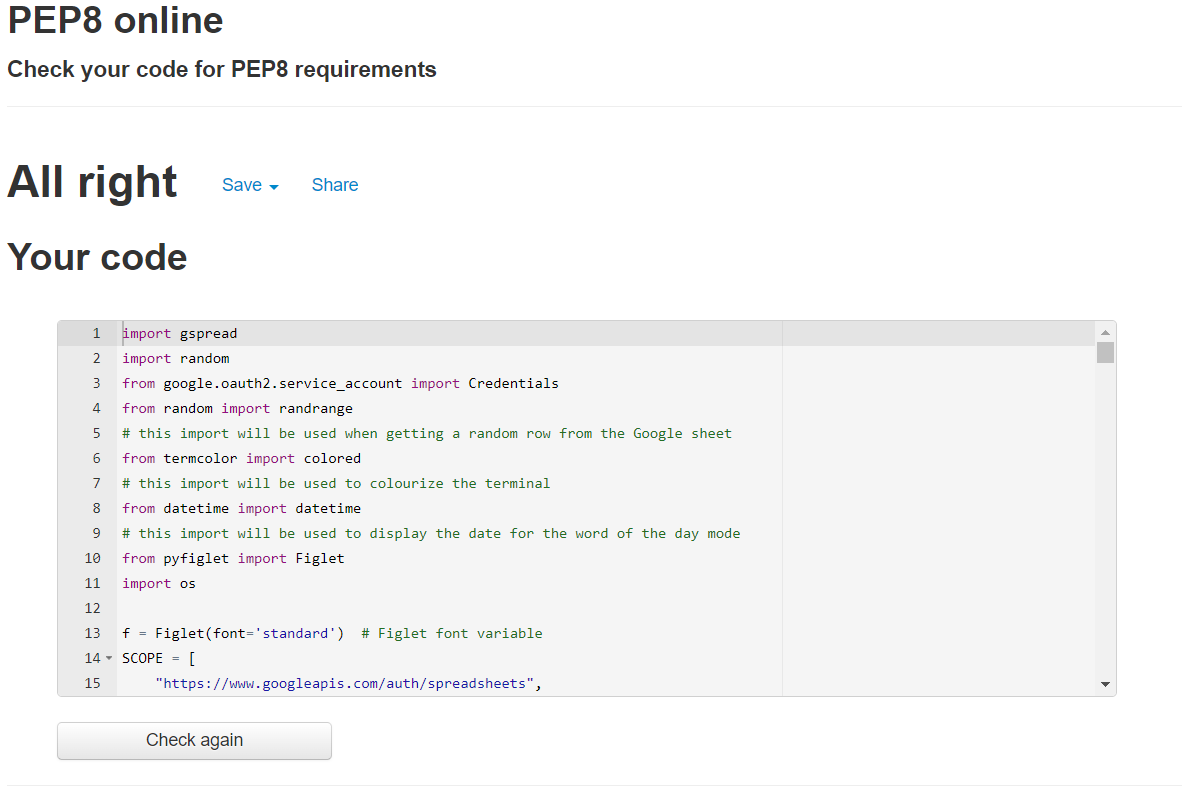 PEP8 online
Check your code for PEP8 requirements
All right Save Share
Your code
1 import gspread
2 import random
3 from google.oauth2.service_account import Credentials
4 from random import randrange
5 # this import will be used when getting a random row from the Google sheet
6 from termcolor import colored
7 # this import will be used to colourize the terminal
8 from datetime import datetime
9 # this import will be used to display the date for the word of the day mode
10 from pyfiglet import Figlet
11 import os
12
13 f = Figlet(font='standard')  # Figlet font variable
14 SCOPE = [
15     "https://www.googleapis.com/auth/spreadsheets",
Check again